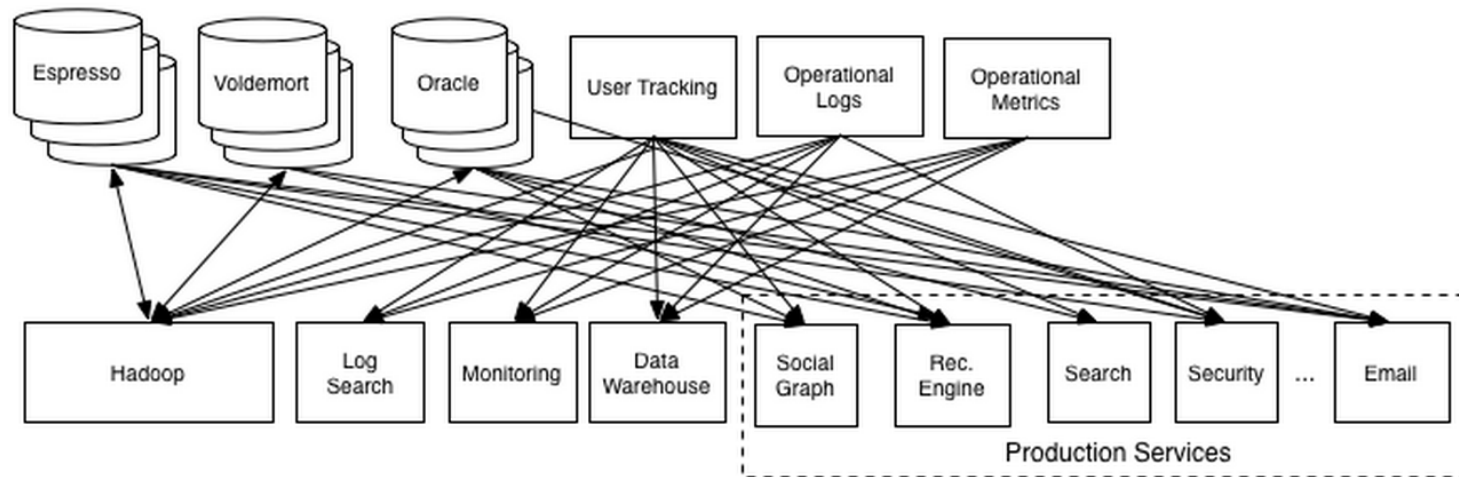 Espresso
Voldemort
Oracle
User Tracking
Operational
Logs
Operational
Metrics
Hadoop
Log
Search
Monitoring
Data
Warehouse
Social
Graph
Rec.
Engine
Search
Security
...
Email
Production Services